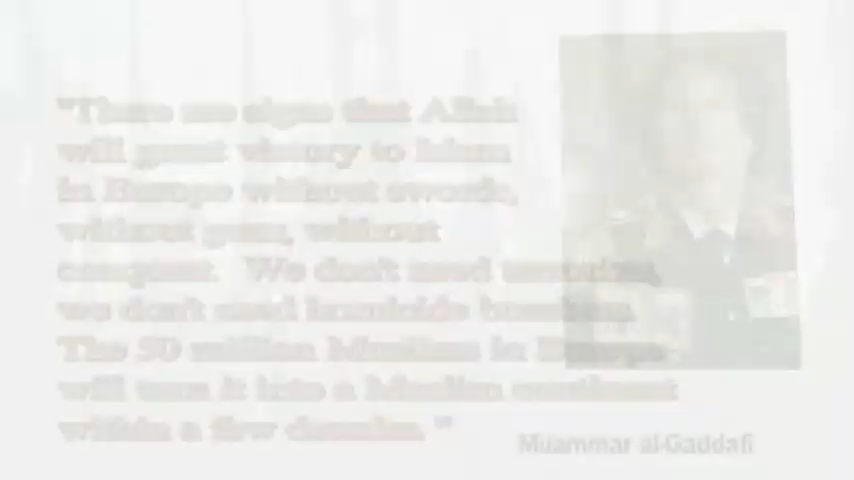 "There are signs that Allah
will grant victory to Islam
in Europe without swords,
without guns, without
conquest. We don't need terrorists,
we don't need homicide bombers.
The 50 million Muslims in Europe
will turn it into a Muslim continent
within a few decades."
Muammar al-Gaddafi